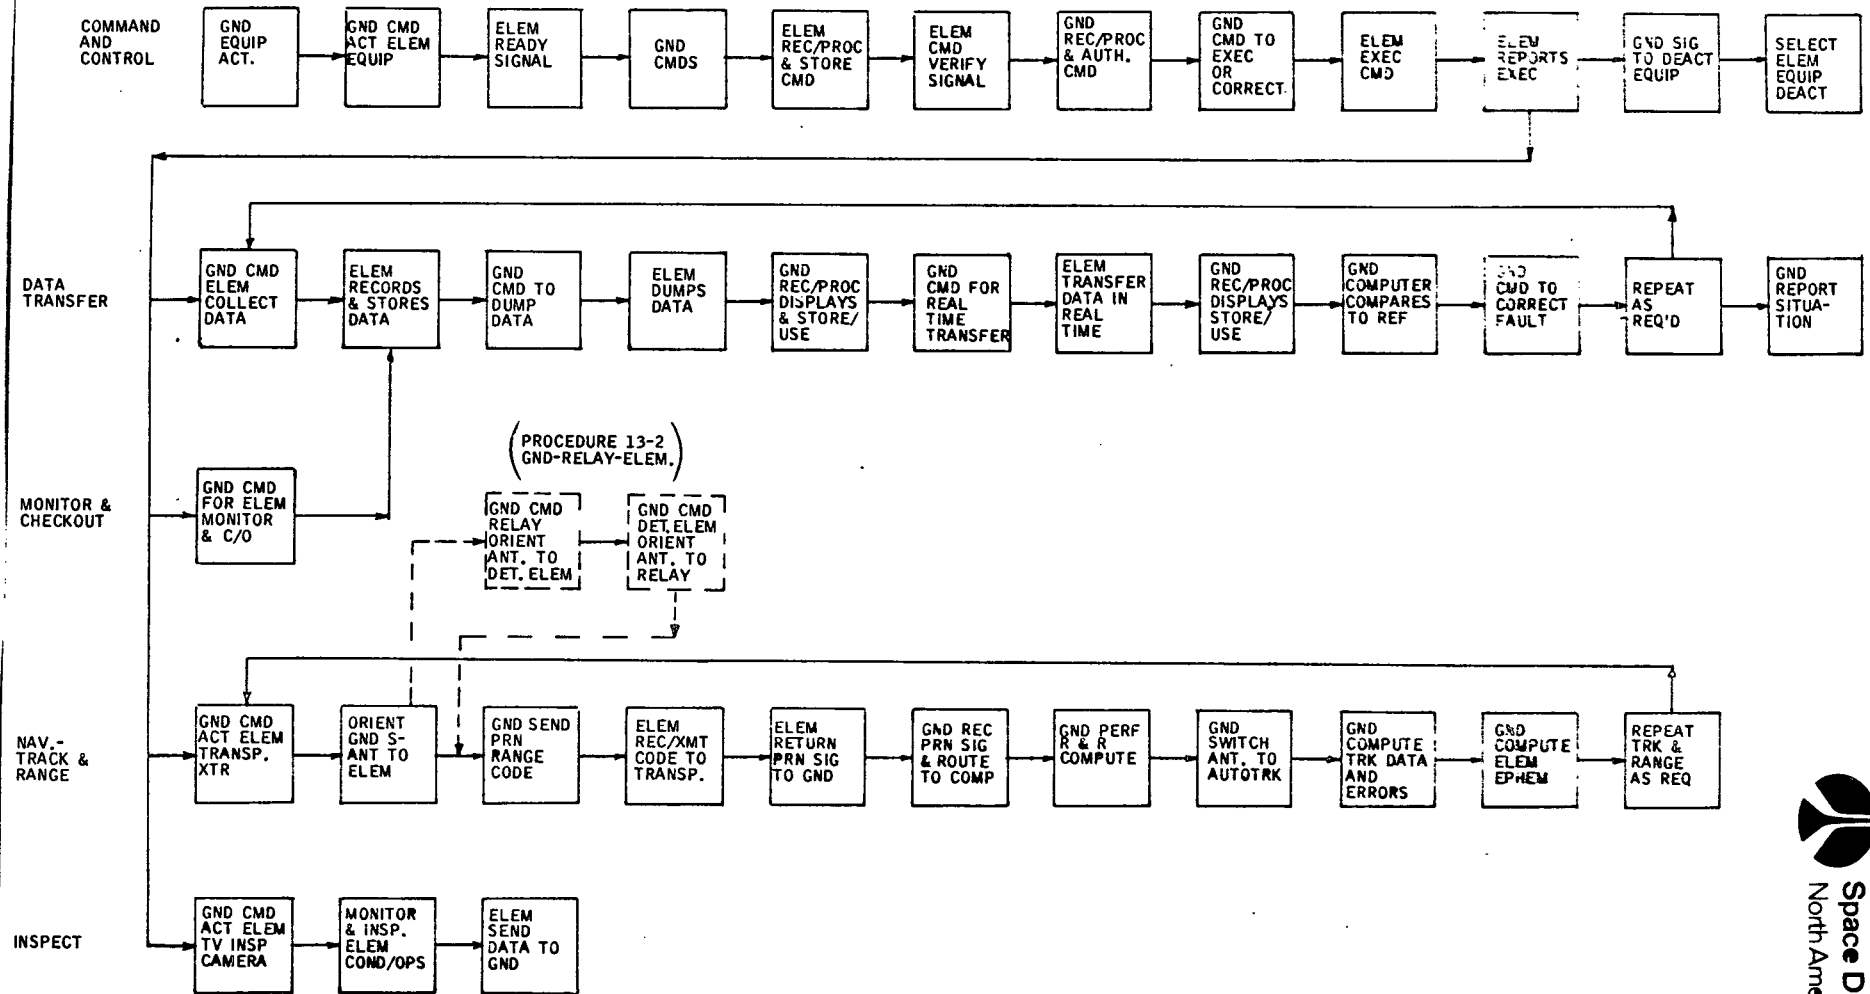 COMMAND
AND
CONTROL
GND
EQUIP
ACT.
GND CMD
ACT ELEM
EQUIP
ELEM
READY
SIGNAL
GND
CMDS
ELEM
REC/PROC
& STORE
CMD
ELEM
CMD
VERIFY
SIGNAL
GND
REC/PROC
& AUTH.
CMD
GND
CMD TO
EXEC
OR
CORRECT
ELEM
EXEC
CMD
ELEM
REPORTS
EXEC
GND SIG
TO DEACT
EQUIP
SELECT
ELEM
EQUIP
DEACT
DATA
TRANSFER
GND CMD
ELEM
COLLECT
DATA
ELEM
RECORDS
& STORES
DATA
GND
CMD TO
DUMP
DATA
ELEM
DUMPS
DATA
GND
REC/PROC
DISPLAYS
& STORE/
USE
GND
CMD FOR
REAL
TIME
TRANSFER
ELEM
TRANSFER
DATA IN
REAL
TIME
GND
REC/PROC
DISPLAYS
STORE/
USE
GND
COMPUTER
COMPARES
TO REF
GND
CMD TO
CORRECT
FAULT
REPEAT
AS
REQ'D
GND
REPORT
SITUA-
TION
MONITOR &
CHECKOUT
GND CMD
FOR ELEM
MONITOR
& C/O
(PROCEDURE 13-2
GND-RELAY-ELEM.)
GND CMD
RELAY
ORIENT
ANT. TO
DET. ELEM
GND CMD
DET. ELEM
ORIENT
ANT. TO
RELAY
NAV.-
TRACK &
RANGE
GND CMD
ACT ELEM
TRANSP.
XTR
ORIENT
GND S-
ANT TO
ELEM
GND SEND
PRN
RANGE
CODE
ELEM
REC/XMT
CODE TO
TRANSP.
ELEM
RETURN
PRN SIG
TO GND
GND REC
PRN SIG
& ROUTE
TO COMP
GND PERF
R & R
COMPUTE
GND
SWITCH
ANT. TO
AUTOTRK
GND
COMPUTE
TRK DATA
AND
ERRORS
GND
COMPUTE
ELEM
EPHEM
REPEAT
TRK &
RANGE
AS REQ
INSPECT
GND CMD
ACT ELEM
TV INSP
CAMERA
MONITOR
& INSP.
ELEM
COND/OPS
ELEM
SEND
DATA TO
GND
Space D
North Ame